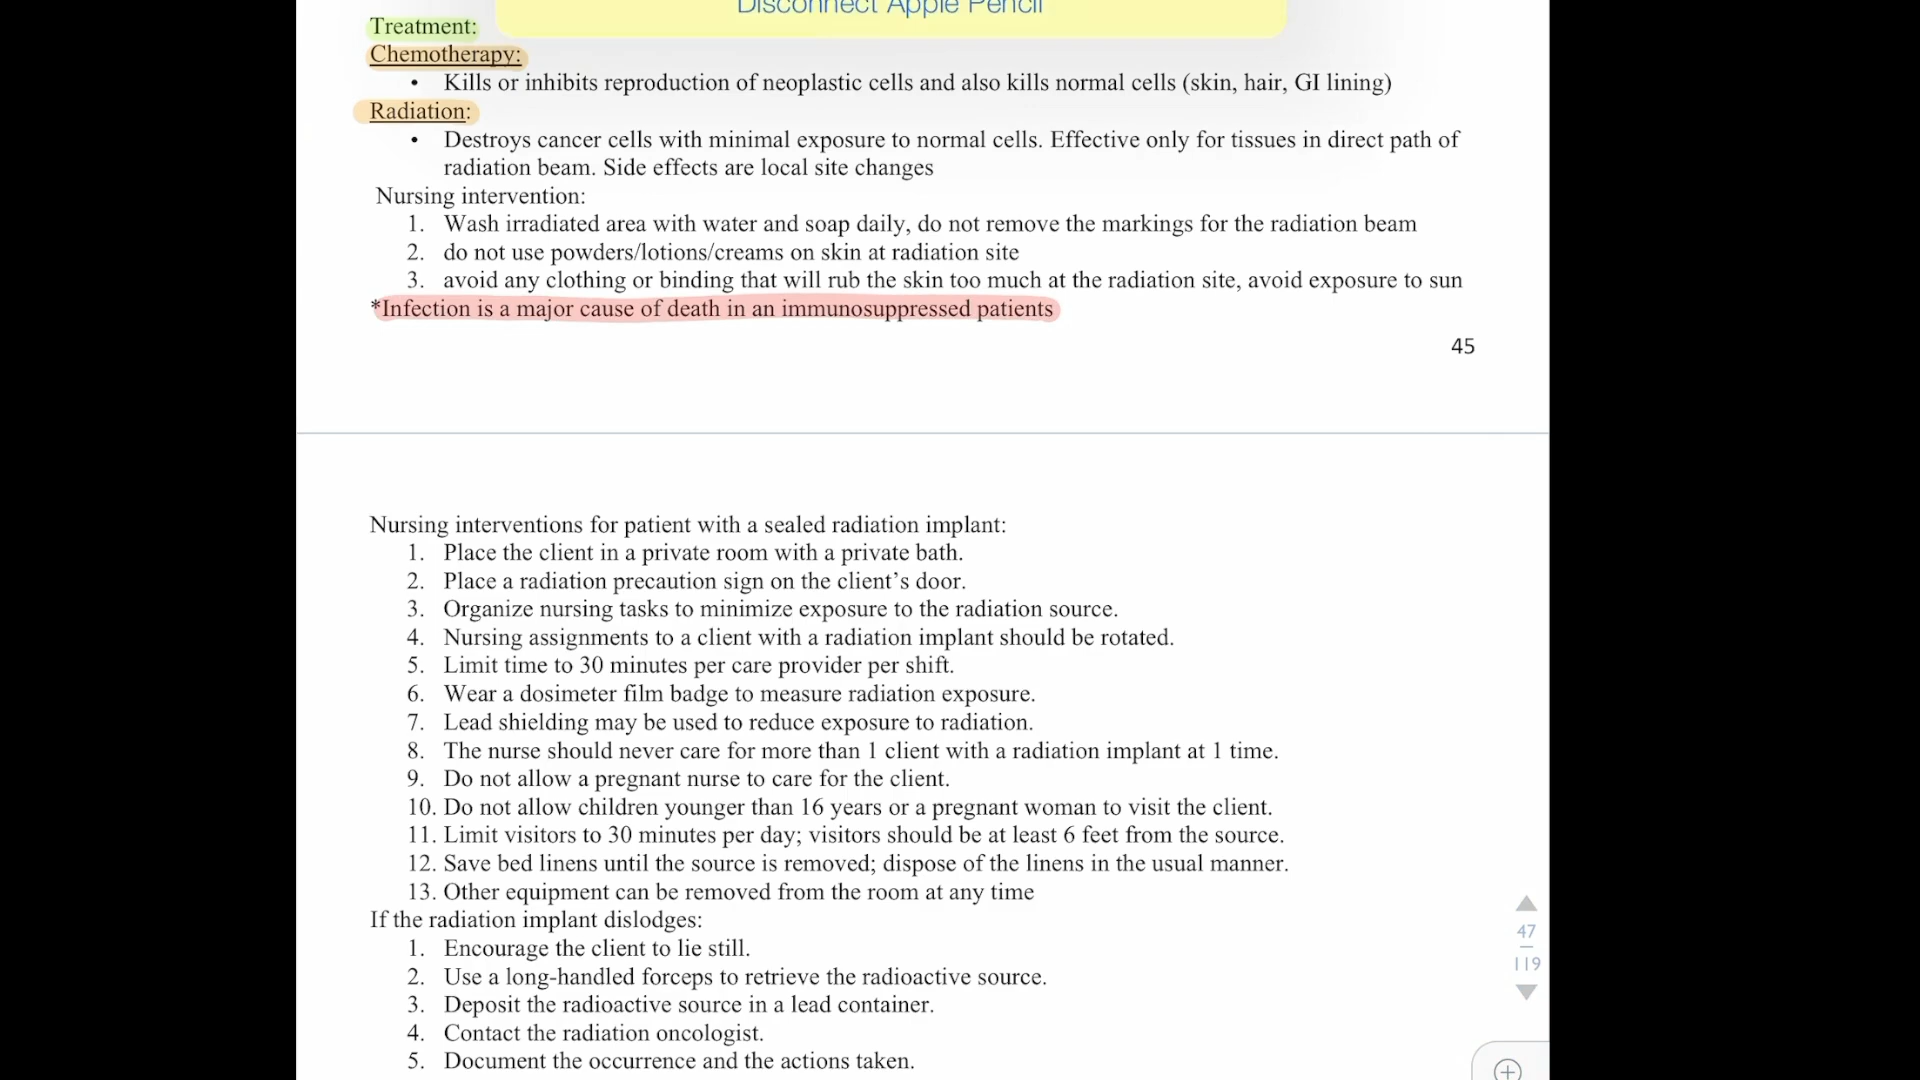 Disconnect Apple Pencil
Treatment:
Chemotherapy:
• Kills or inhibits reproduction of neoplastic cells and also kills normal cells (skin, hair, GI lining)
Radiation:
• Destroys cancer cells with minimal exposure to normal cells. Effective only for tissues in direct path of
radiation beam. Side effects are local site changes
Nursing intervention:
1. Wash irradiated area with water and soap daily, do not remove the markings for the radiation beam
2. do not use powders/lotions/creams on skin at radiation site
3. avoid any clothing or binding that will rub the skin too much at the radiation site, avoid exposure to sun
*Infection is a major cause of death in an immunosuppressed patients
45
Nursing interventions for patient with a sealed radiation implant:
1. Place the client in a private room with a private bath.
2. Place a radiation precaution sign on the client’s door.
3. Organize nursing tasks to minimize exposure to the radiation source.
4. Nursing assignments to a client with a radiation implant should be rotated.
5. Limit time to 30 minutes per care provider per shift.
6. Wear a dosimeter film badge to measure radiation exposure.
7. Lead shielding may be used to reduce exposure to radiation.
8. The nurse should never care for more than 1 client with a radiation implant at 1 time.
9. Do not allow a pregnant nurse to care for the client.
10. Do not allow children younger than 16 years or a pregnant woman to visit the client.
11. Limit visitors to 30 minutes per day; visitors should be at least 6 feet from the source.
12. Save bed linens until the source is removed; dispose of the linens in the usual manner.
13. Other equipment can be removed from the room at any time
If the radiation implant dislodges:
1. Encourage the client to lie still.
2. Use a long-handled forceps to retrieve the radioactive source.
3. Deposit the radioactive source in a lead container.
4. Contact the radiation oncologist.
5. Document the occurrence and the actions taken.
47
119